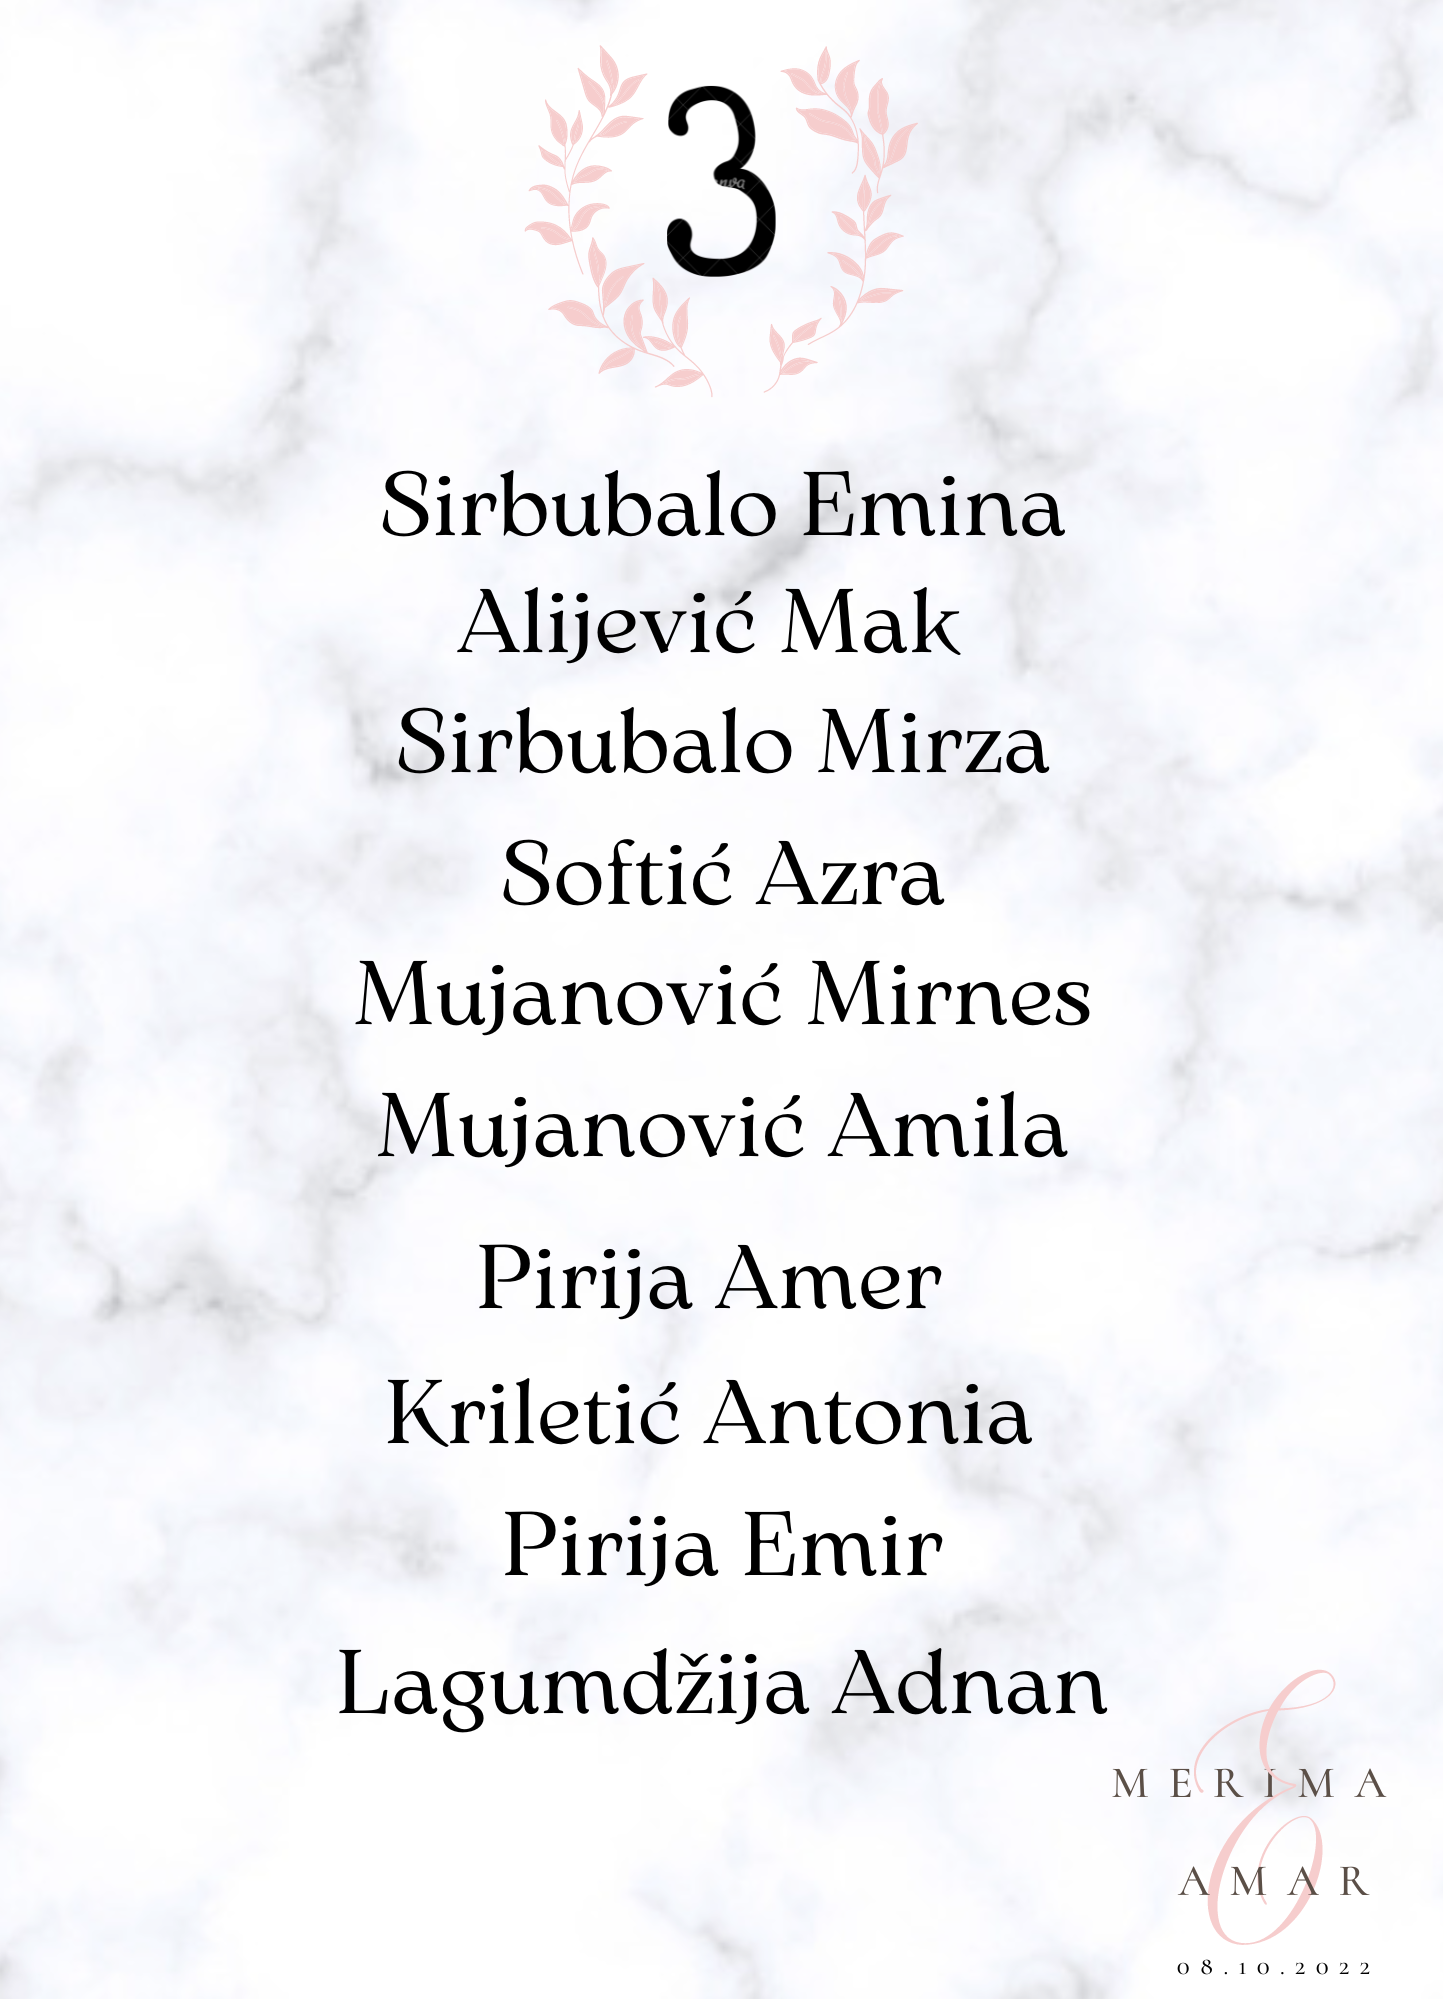 3
Sirbubalo Emina
Alijević Mak
Sirbubalo Mirza
Softić Azra
Mujanović Mirnes
Mujanović Amila
Pirija Amer
Kriletić Antonia
Pirija Emir
Lagumdžija Adnan
MERIMA
&
AMAR
08.10.2022